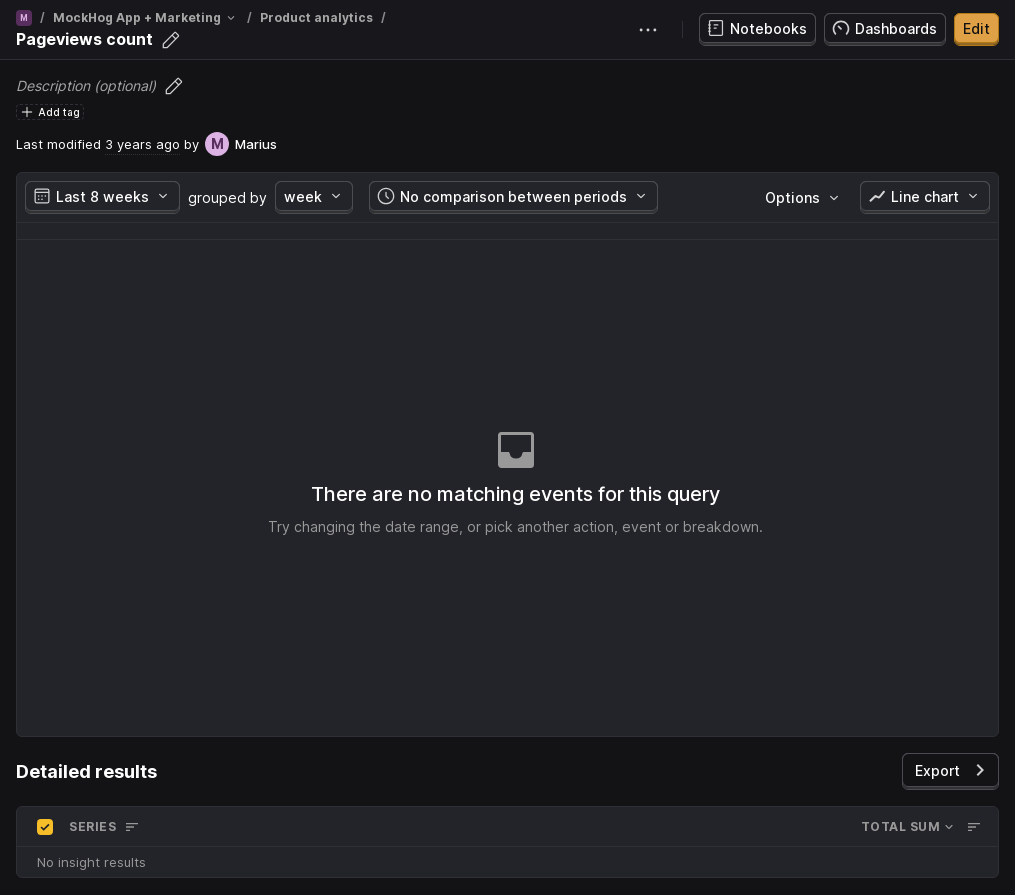 M / MockHog App + Marketing / Product analytics /
Pageviews count
Notebooks
Dashboards
Edit
Description (optional)
Add tag
Last modified 3 years ago by M Marius
Last 8 weeks grouped by week No comparison between periods Options Line chart
There are no matching events for this query
Try changing the date range, or pick another action, event or breakdown.
Detailed results
Export
SERIES TOTAL SUM
No insight results